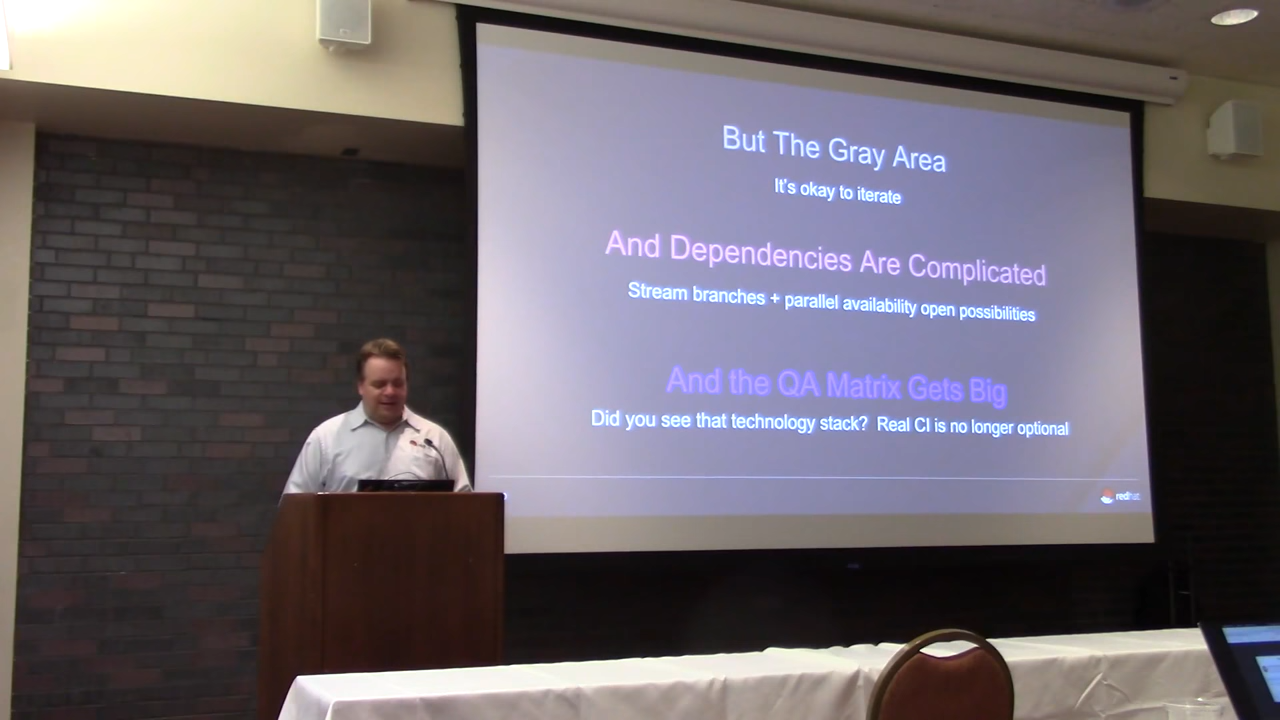 But The Gray Area
It's okay to iterate
And Dependencies Are Complicated
Stream branches + parallel availability open possibilities
And the QA Matrix Gets Big
Did you see that technology stack? Real CI is no longer optional
redhat